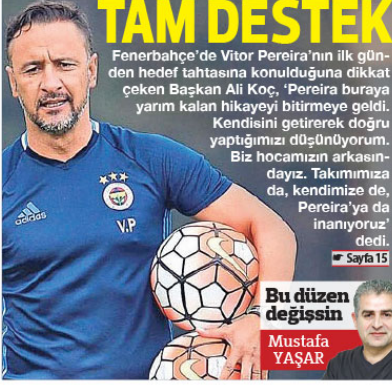 TAM DESTEK
Fenerbahçe'de Vitor Pereira'nın ilk gün-
den hedef tahtasına konulduğuna dikkat
çeken Başkan Ali Koç, 'Pereira buraya
yarım kalan hikayeyi bitirmeye geldi.
Kendisini getirerek doğru
yaptığımızı düşünüyorum.
Biz hocamızın arkasın-
dayız. Takımımıza
da, kendimize de,
Pereira'ya da
inanıyoruz'
dedi.
Sayfa 15
adidas
V.P
Bu düzen
değişsin
Mustafa
YAŞAR